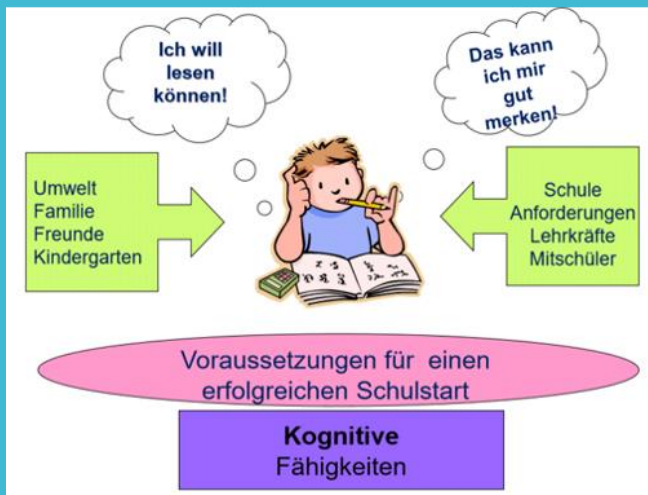 Ich will
lesen
können!
Das kann
ich mir
gut
merken!
Umwelt
Familie
Freunde
Kindergarten
Schule
Anforderungen
Lehrkräfte
Mitschüler
Voraussetzungen für einen
erfolgreichen Schulstart
Kognitive
Fähigkeiten